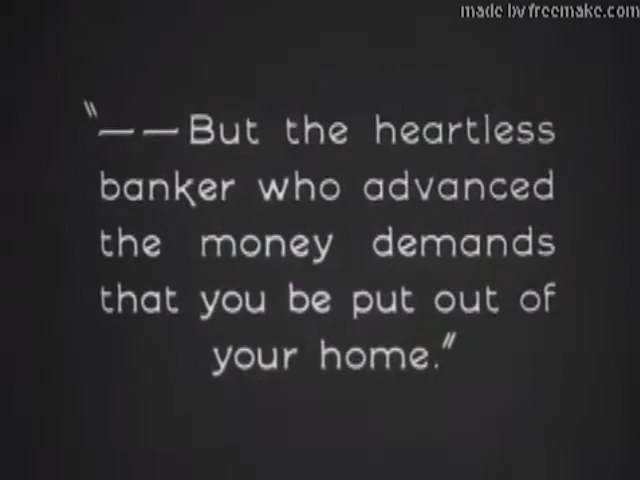 made by freemake.com
"— —But the heartless
banker who advanced
the money demands
that you be put out of
your home."